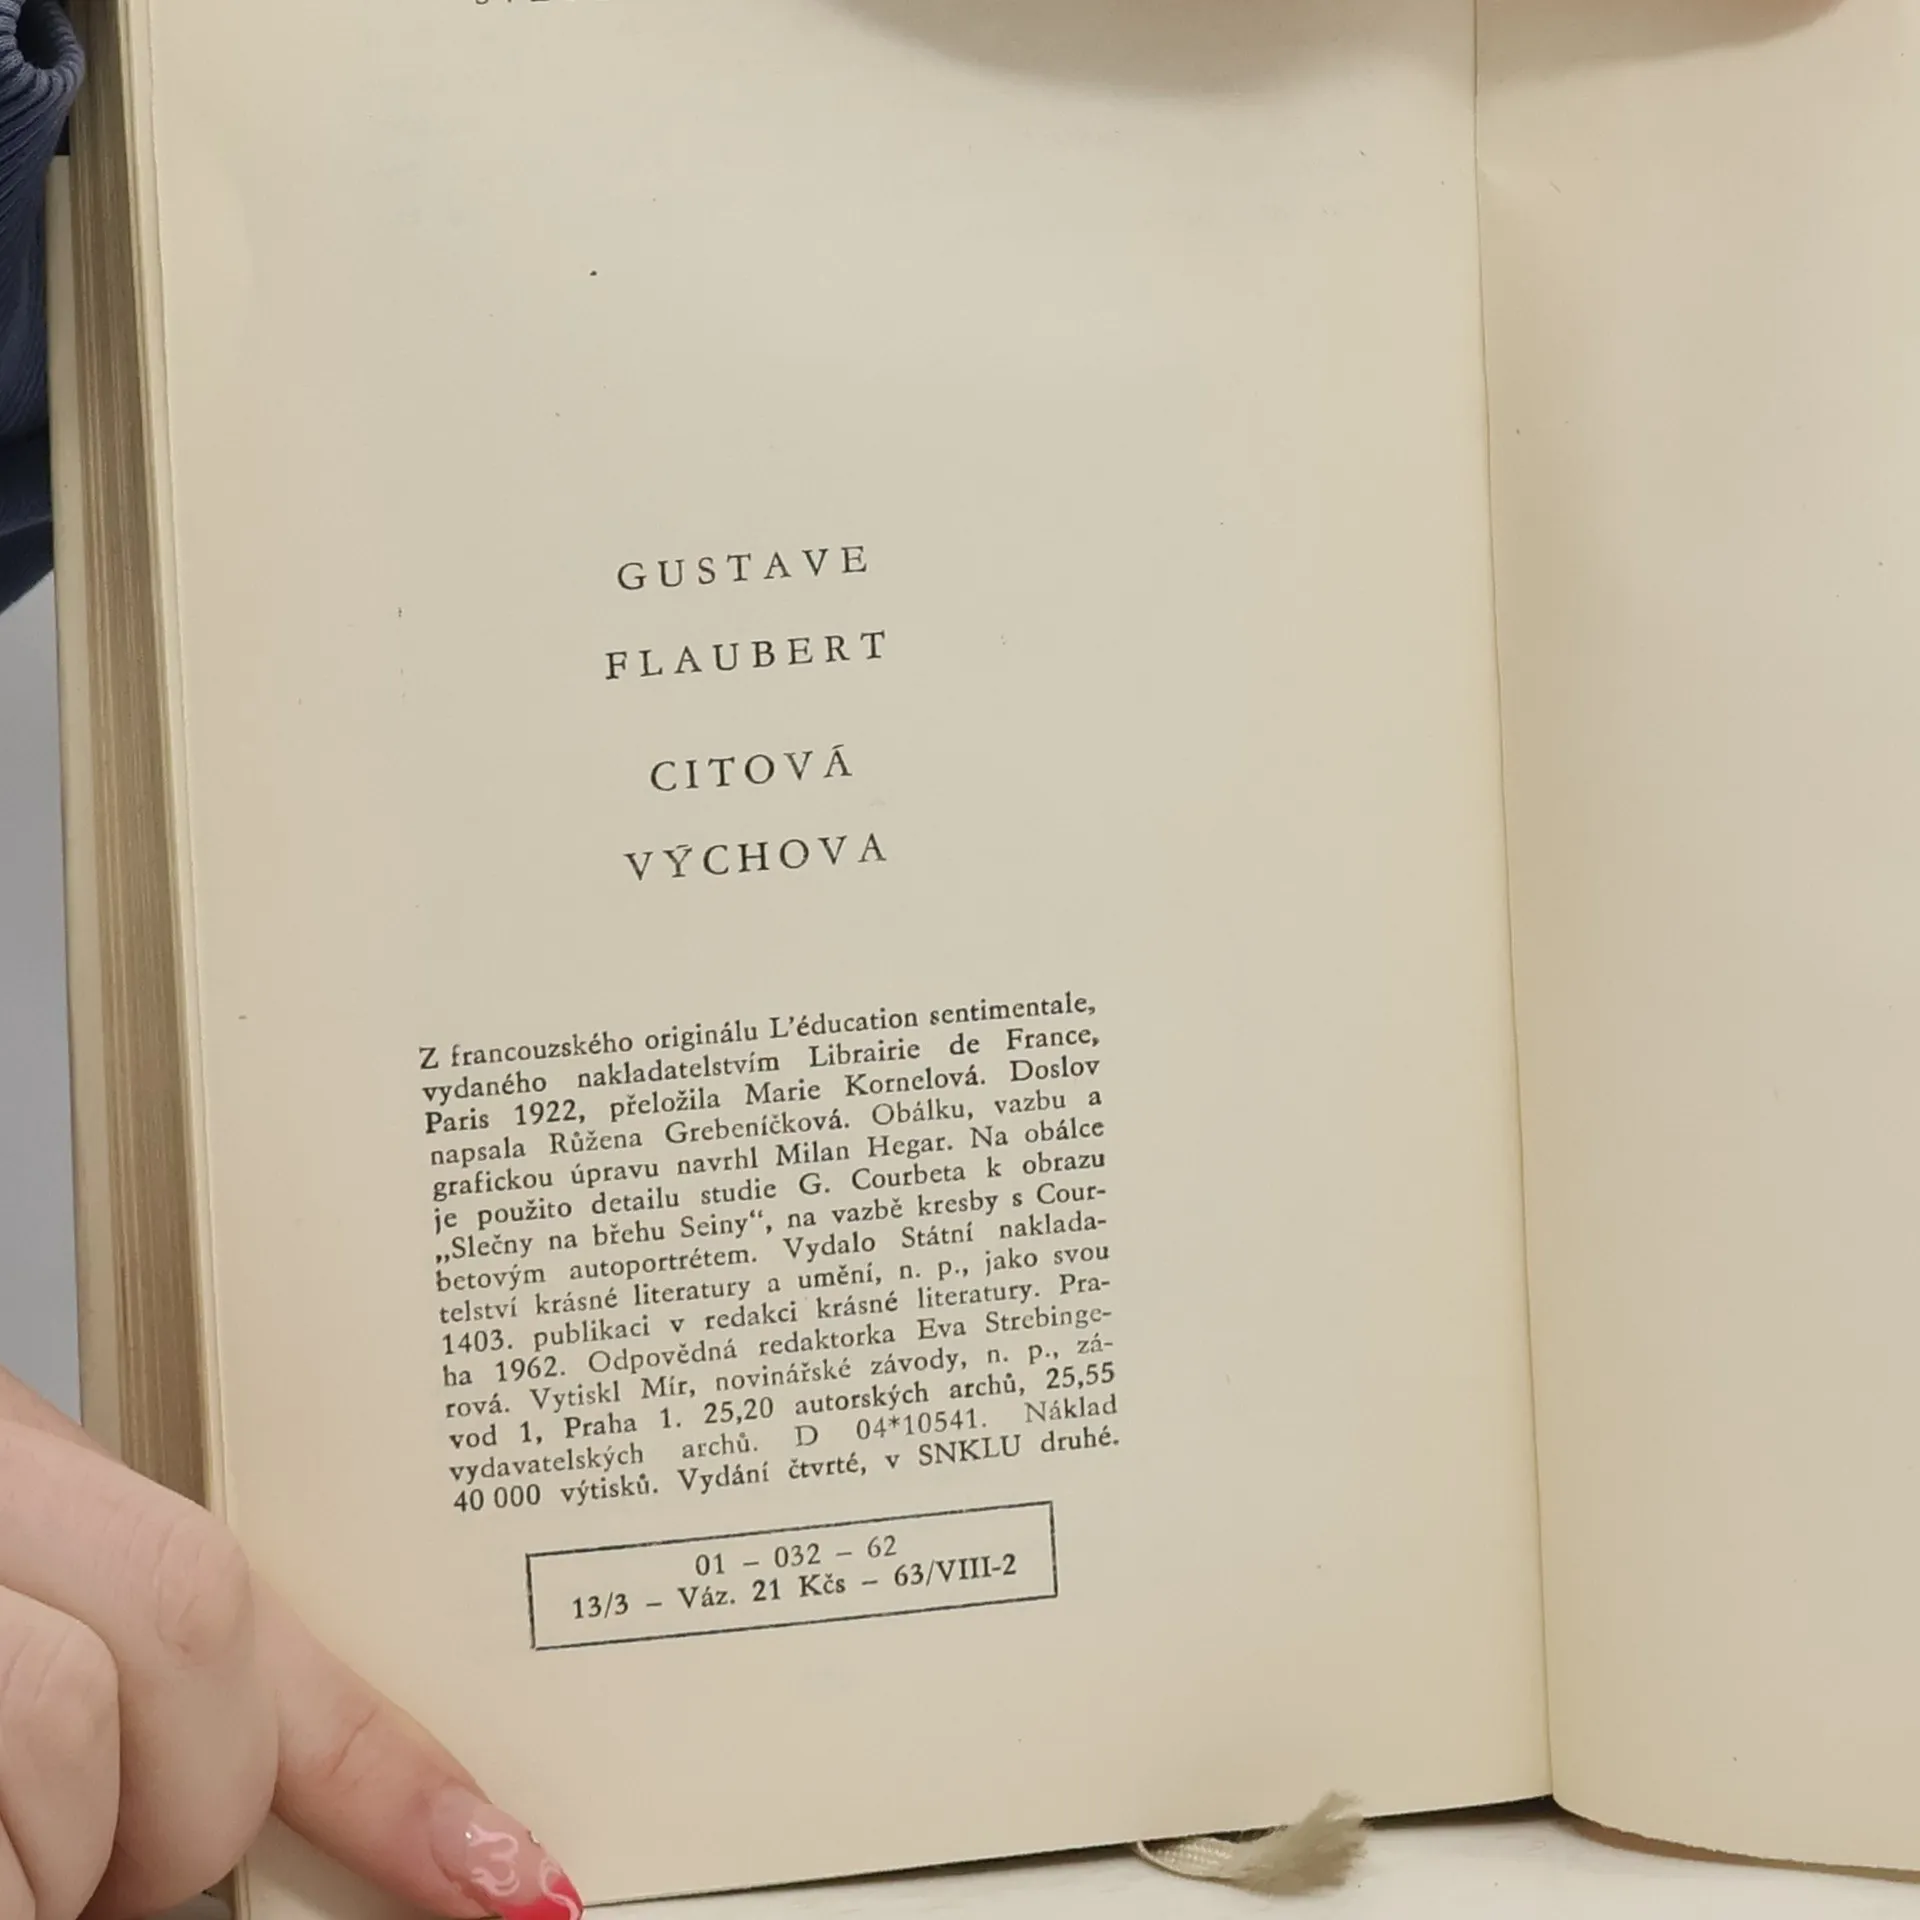 GUSTAVE
FLAUBERT
CITOVÁ
VÝCHOVA
Z francouzského originálu L'éducation sentimentale,
vydaného nakladatelstvím Librairie de France,
Paris 1922, přeložila Marie Kornelová. Doslov
napsala Růžena Grebeníčková. Obálku, vazbu a
grafickou úpravu navrhl Milan Hegar. Na obálce
je použito detailu studie G. Courbeta k obrazu
„Slečny na břehu Seiny“, na vazbě kresby s Cour-
betovým autoportrétem. Vydalo Státní naklada-
telství krásné literatury a umění, n. p., jako svou
1403. publikaci v redakci krásné literatury. Pra-
ha 1962. Odpovědná redaktorka Eva Strebinge-
rová. Vytiskl Mír, novinářské závody, n. p., zá-
vod 1, Praha 1. 25,20 autorských archů, 25,55
vydavatelských archů. D 04*10541. Náklad
40 000 výtisků. Vydání čtvrté, v SNKLU druhé.
01 – 032 – 62
13/3 – Váz. 21 Kčs – 63/VIII-2